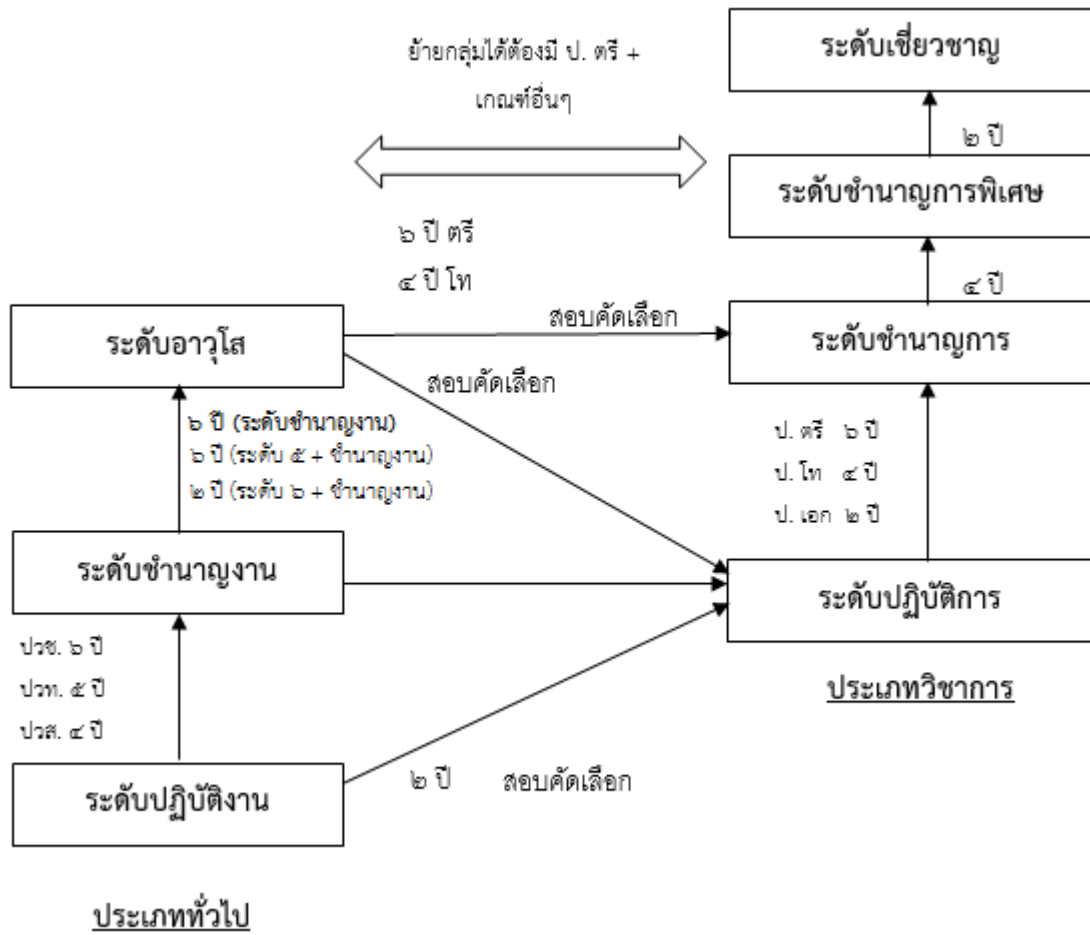 ย้ายกลุ่มได้ต้องมี ป. ตรี +
เกณฑ์อื่นๆ
ระดับเชี่ยวชาญ
๒ ปี
ระดับชำนาญการพิเศษ
๖ ปี ตรี
๔ ปี โท
๔ ปี
ระดับอาวุโส
สอบคัดเลือก
ระดับชำนาญการ
สอบคัดเลือก
๖ ปี (ระดับชำนาญงาน)
๖ ปี (ระดับ ๕ + ชำนาญงาน)
๒ ปี (ระดับ ๖ + ชำนาญงาน)
ป. ตรี ๖ ปี
ป. โท ๔ ปี
ป. เอก ๒ ปี
ระดับชำนาญงาน
ระดับปฏิบัติการ
ปวช. ๖ ปี
ปวท. ๕ ปี
ปวส. ๔ ปี
ประเภทวิชาการ
ระดับปฏิบัติงาน
๒ ปี สอบคัดเลือก
ประเภททั่วไป